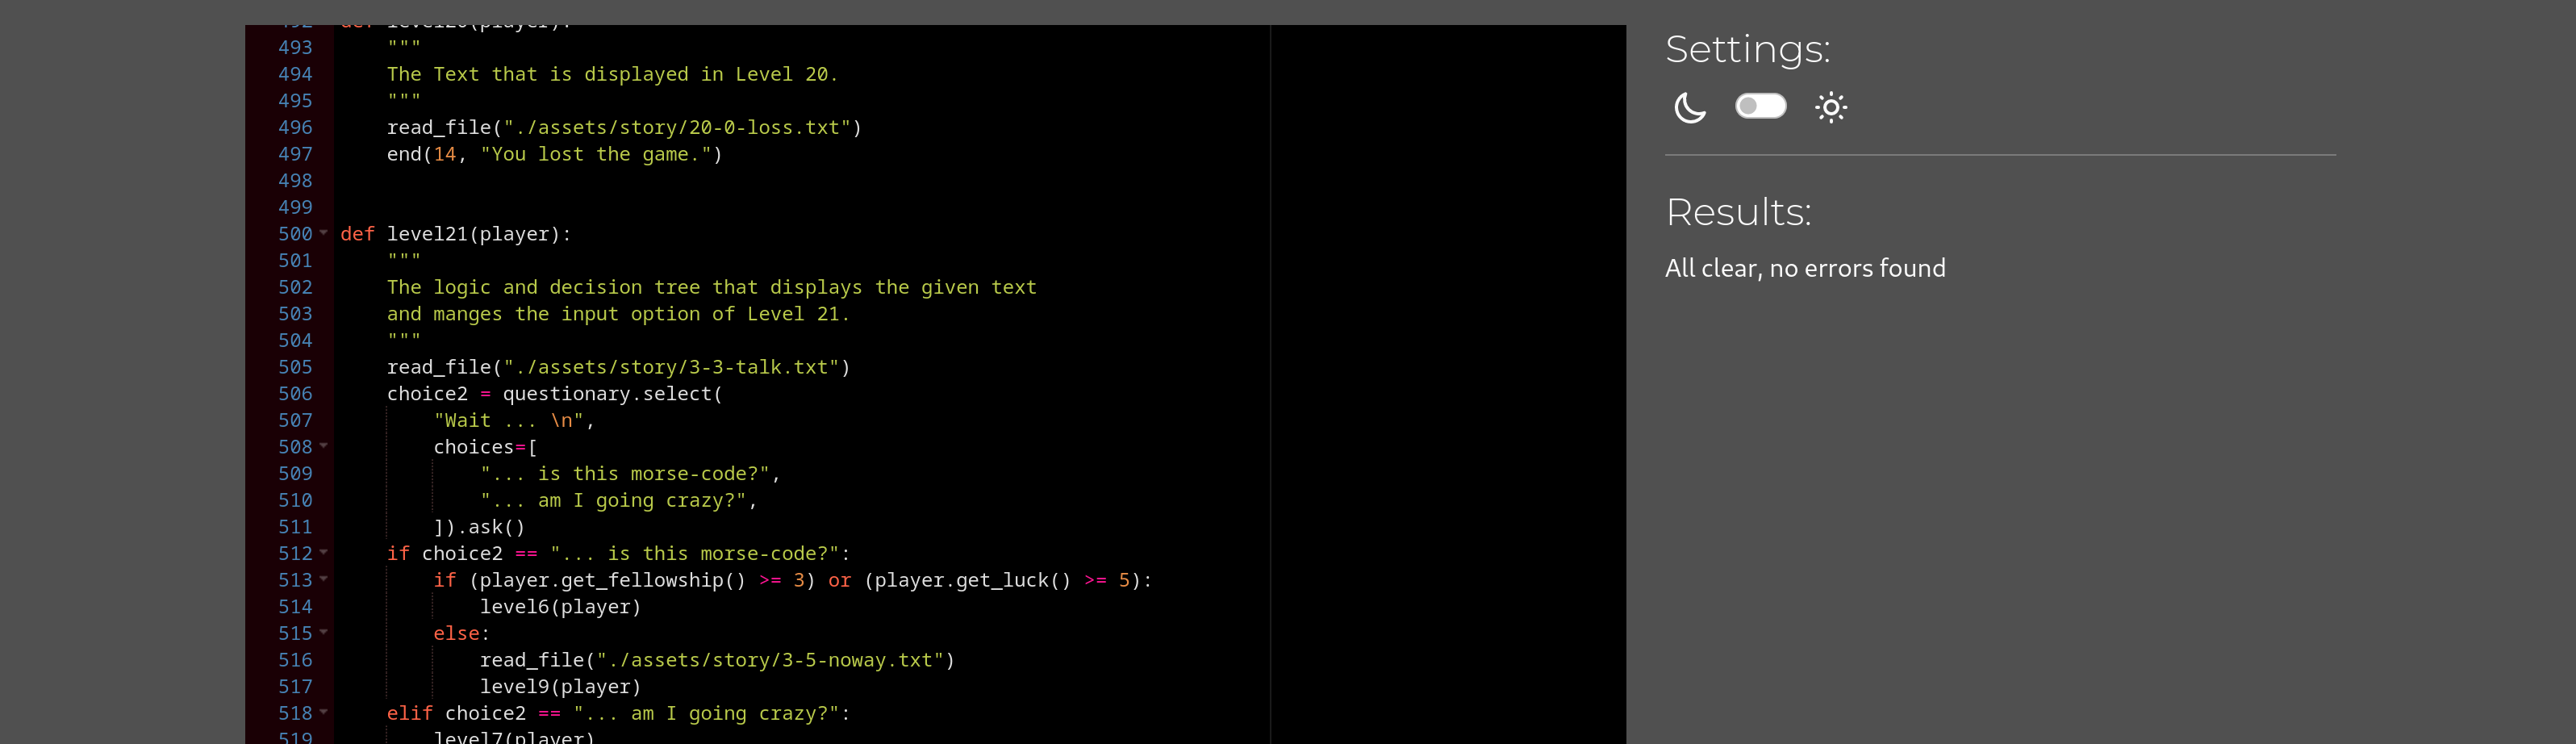 492 def level20(player):
493     """
494     The Text that is displayed in Level 20.
495     """
496     read_file("./assets/story/20-0-loss.txt")
497     end(14, "You lost the game.")
498
499
500 def level21(player):
501     """
502     The logic and decision tree that displays the given text
503     and manges the input option of Level 21.
504     """
505     read_file("./assets/story/3-3-talk.txt")
506     choice2 = questionary.select(
507         "Wait ... \n",
508         choices=[
509             "... is this morse-code?",
510             "... am I going crazy?",
511         ]).ask()
512     if choice2 == "... is this morse-code?":
513         if (player.get_fellowship() >= 3) or (player.get_luck() >= 5):
514             level6(player)
515         else:
516             read_file("./assets/story/3-5-noway.txt")
517             level9(player)
518     elif choice2 == "... am I going crazy?":
519         level7(player)
Settings:
Results:
All clear, no errors found